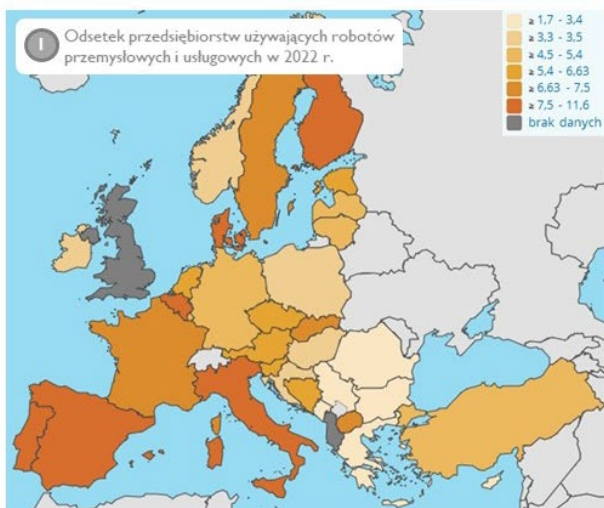 I
Odsetek przedsiębiorstw używających robotów
przemysłowych i usługowych w 2022 r.
≥ 1,7 - 3,4
≥ 3,3 - 3.5
≥ 4,5 - 5,4
≥ 5,4 - 6,63
≥ 6.63 - 7,5
≥ 7,5 - 11,6
brak danych